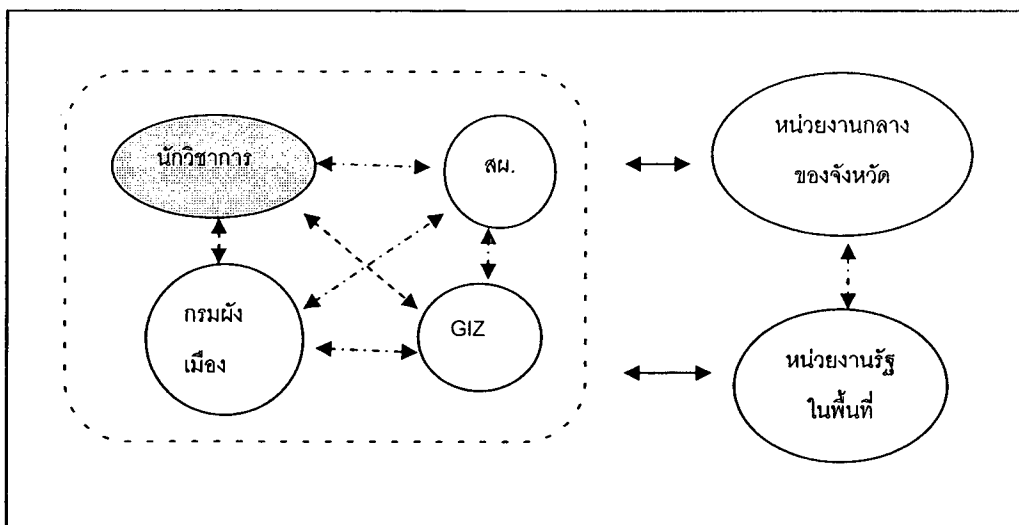 นักวิชาการ
สผ.
กรมผัง
เมือง
GIZ
หน่วยงานกลาง
ของจังหวัด
หน่วยงานรัฐ
ในพื้นที่